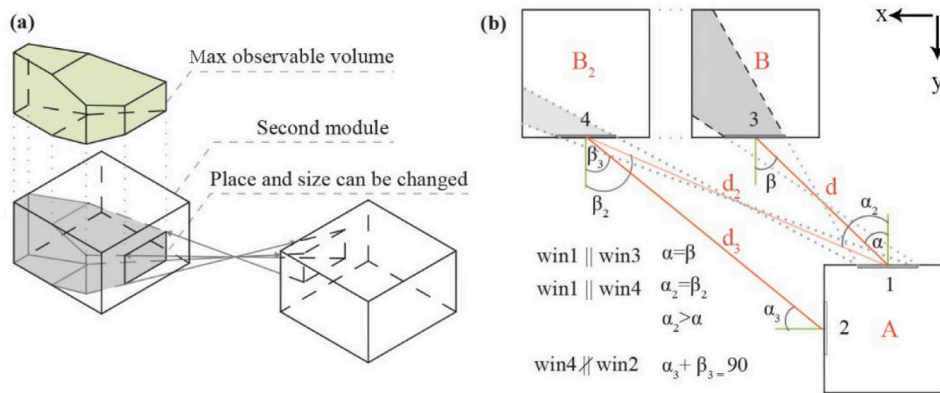 (a)
Max observable volume
Second module
Place and size can be changed
(b)
x
y
B₂
B
4
3
β₃
β₂
β
d₂
d
d₃
α₂
α
win1 || win3 α=β
win1 || win4 α₂=β₂
α₂>α
1
α₃
2
A
win4 ∦ win2 α₃+ β₃₌ 90